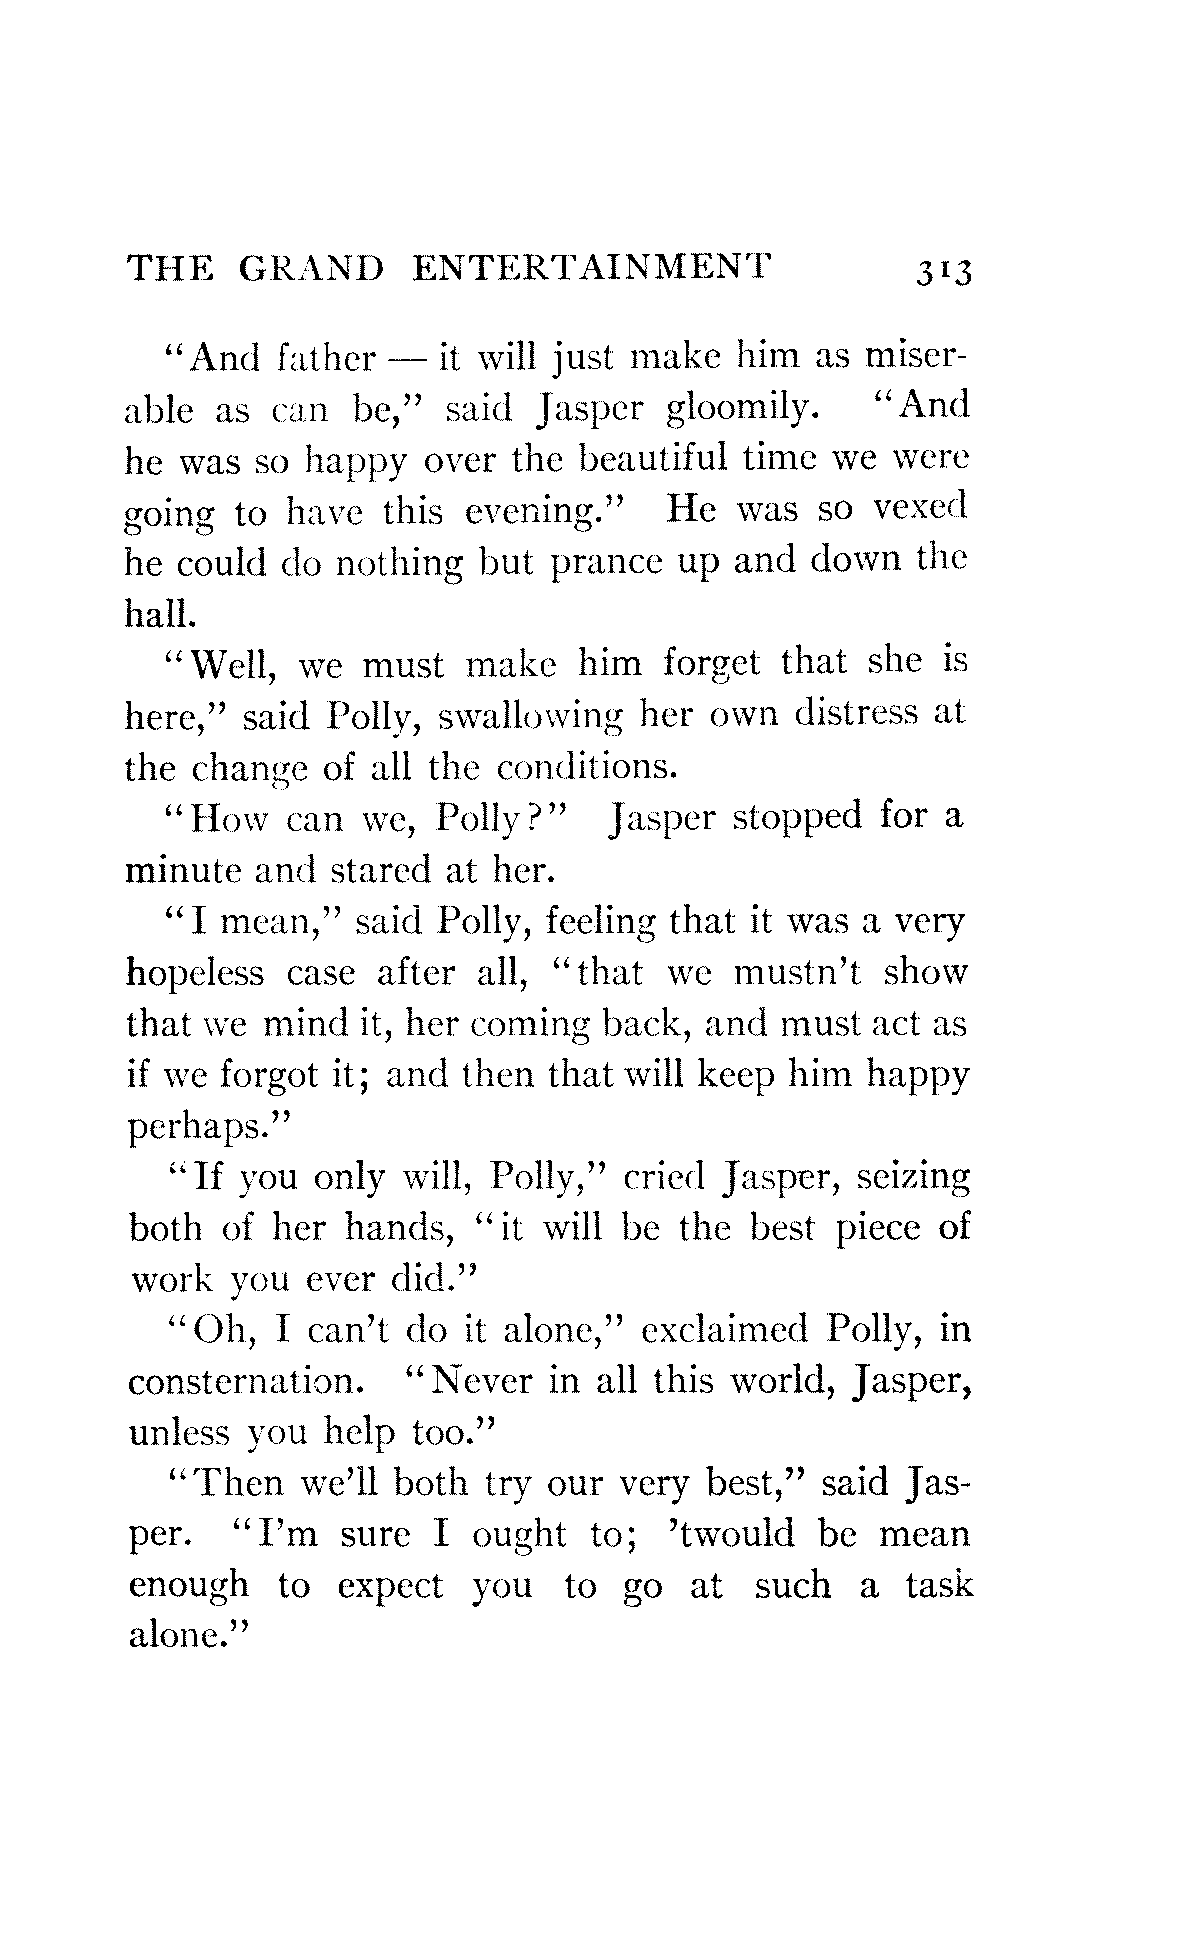 THE GRAND ENTERTAINMENT 313
“And father — it will just make him as miser-
able as can be,” said Jasper gloomily. “And
he was so happy over the beautiful time we were
going to have this evening.” He was so vexed
he could do nothing but prance up and down the
hall.
“Well, we must make him forget that she is
here,” said Polly, swallowing her own distress at
the change of all the conditions.
“How can we, Polly?” Jasper stopped for a
minute and stared at her.
“I mean,” said Polly, feeling that it was a very
hopeless case after all, “that we mustn’t show
that we mind it, her coming back, and must act as
if we forgot it; and then that will keep him happy
perhaps.”
“If you only will, Polly,” cried Jasper, seizing
both of her hands, “it will be the best piece of
work you ever did.”
“Oh, I can’t do it alone,” exclaimed Polly, in
consternation. “Never in all this world, Jasper,
unless you help too.”
“Then we’ll both try our very best,” said Jas-
per. “I’m sure I ought to; ’twould be mean
enough to expect you to go at such a task
alone.”